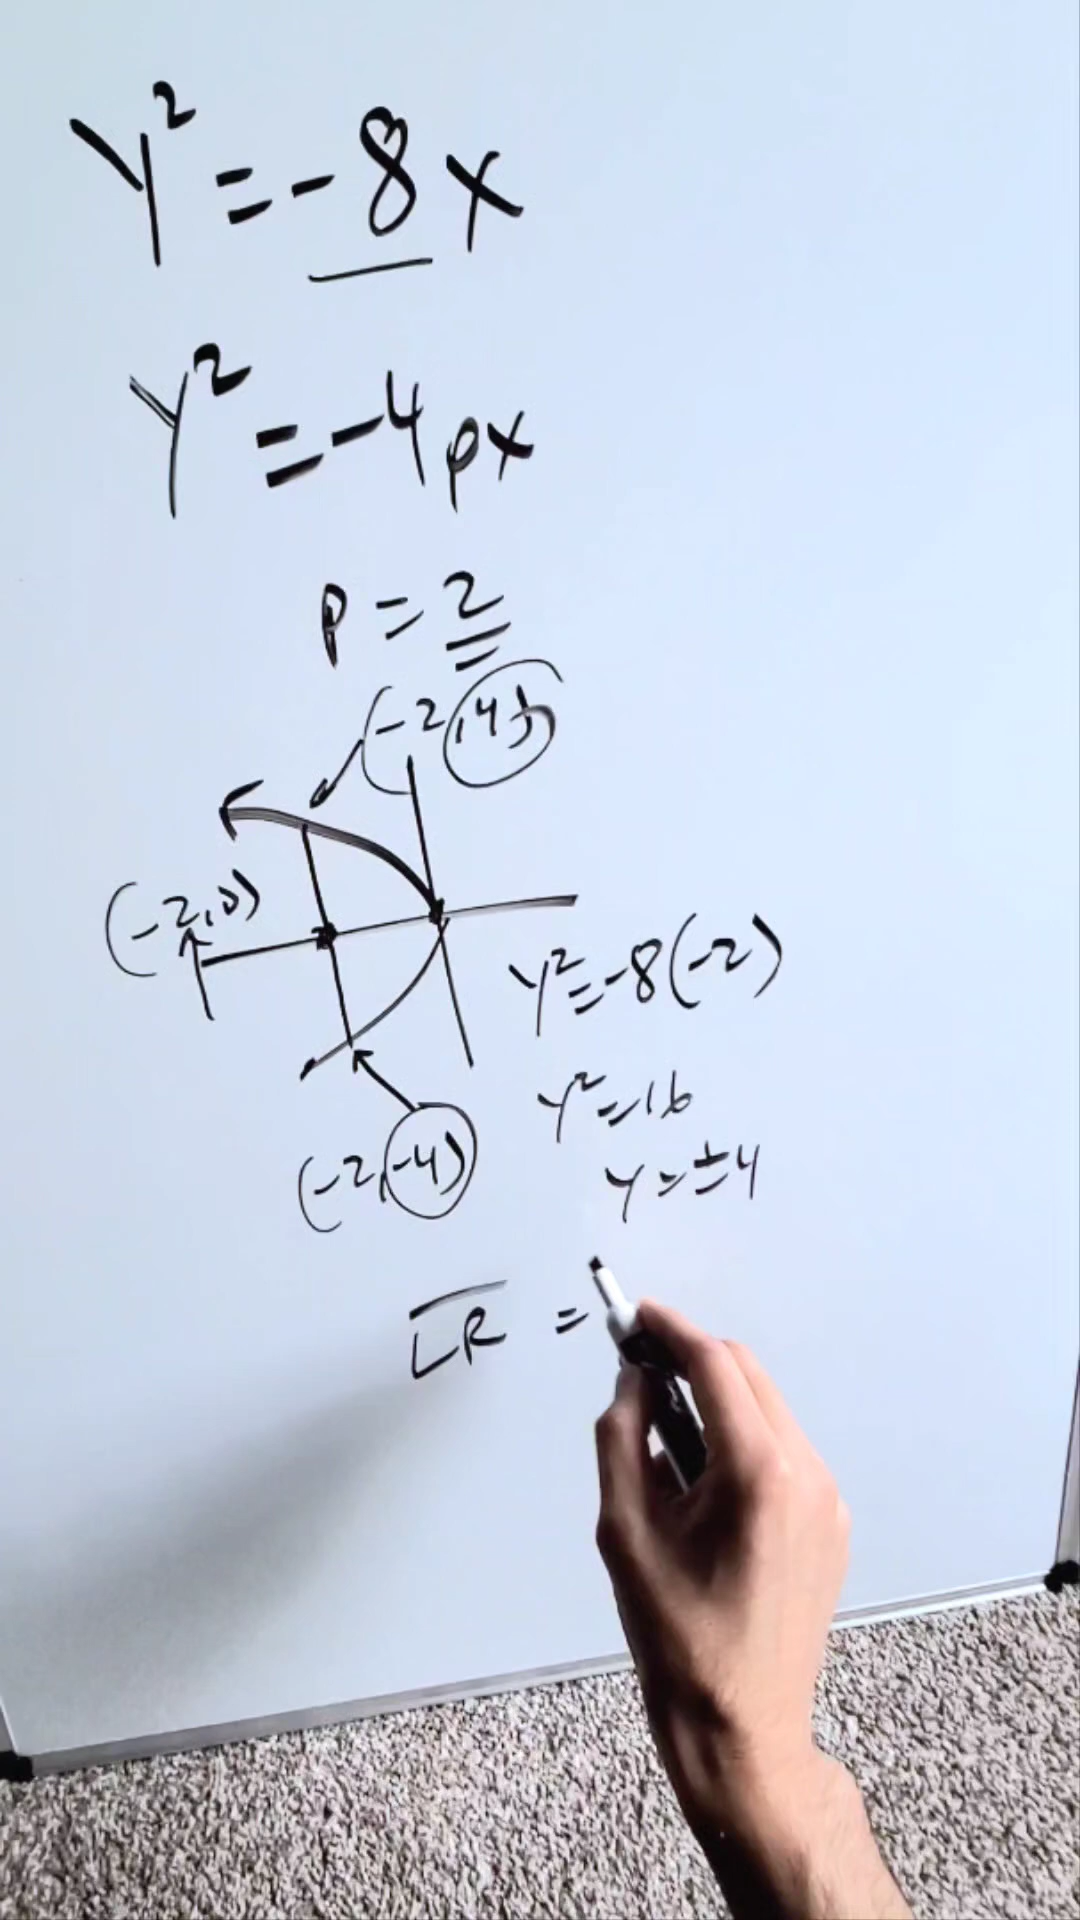 y² = -8x
y² = -4px
p = 2
(-2, 4)
(-2, 0)
y² = -8(-2)
y² = 16
y = ±4
(-2, -4)
LR =